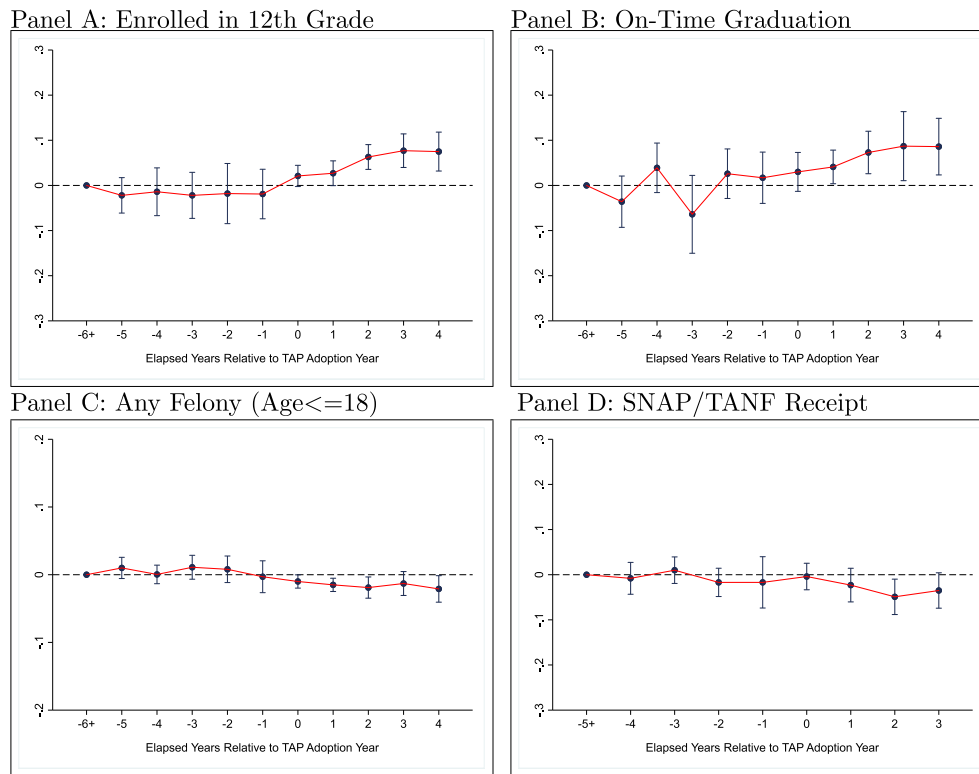 Panel A: Enrolled in 12th Grade
.3
.2
.1
0
-.1
-.2
-.3
-6+ -5 -4 -3 -2 -1 0 1 2 3 4
Elapsed Years Relative to TAP Adoption Year
Panel B: On-Time Graduation
.3
.2
.1
0
-.1
-.2
-.3
-6+ -5 -4 -3 -2 -1 0 1 2 3 4
Elapsed Years Relative to TAP Adoption Year
Panel C: Any Felony (Age<=18)
.2
.1
0
-.1
-.2
-6+ -5 -4 -3 -2 -1 0 1 2 3 4
Elapsed Years Relative to TAP Adoption Year
Panel D: SNAP/TANF Receipt
.3
.2
.1
0
-.1
-.2
-.3
-5+ -4 -3 -2 -1 0 1 2 3
Elapsed Years Relative to TAP Adoption Year